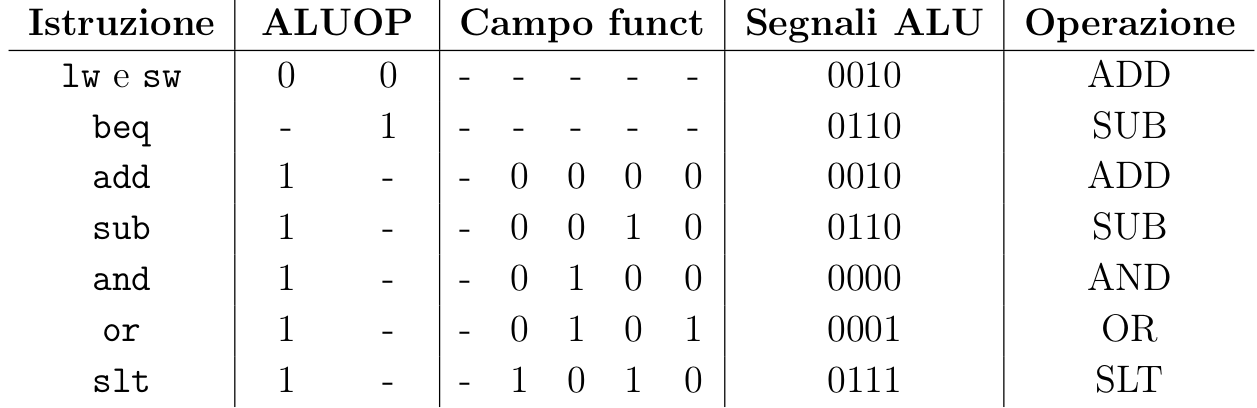 Istruzione ALUOP Campo funct Segnali ALU Operazione
lw e sw 0 0 - - - - - 0010 ADD
beq - 1 - - - - - 0110 SUB
add 1 - - 0 0 0 0 0010 ADD
sub 1 - - 0 0 1 0 0110 SUB
and 1 - - 0 1 0 0 0000 AND
or 1 - - 0 1 0 1 0001 OR
slt 1 - - 1 0 1 0 0111 SLT